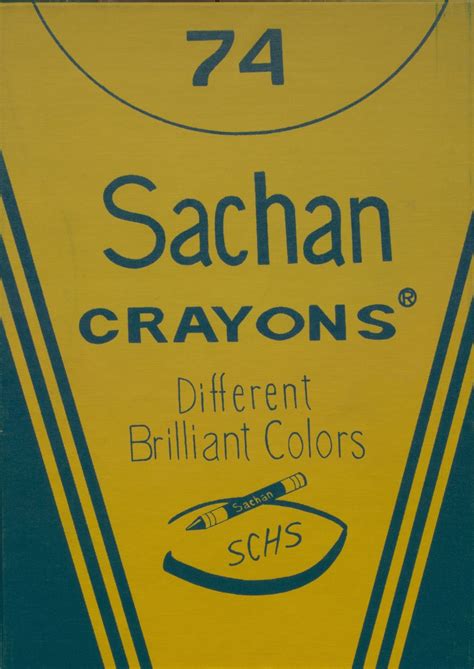 74
Sachan
CRAYONS®
Different
Brilliant Colors
Sachan
SCHS